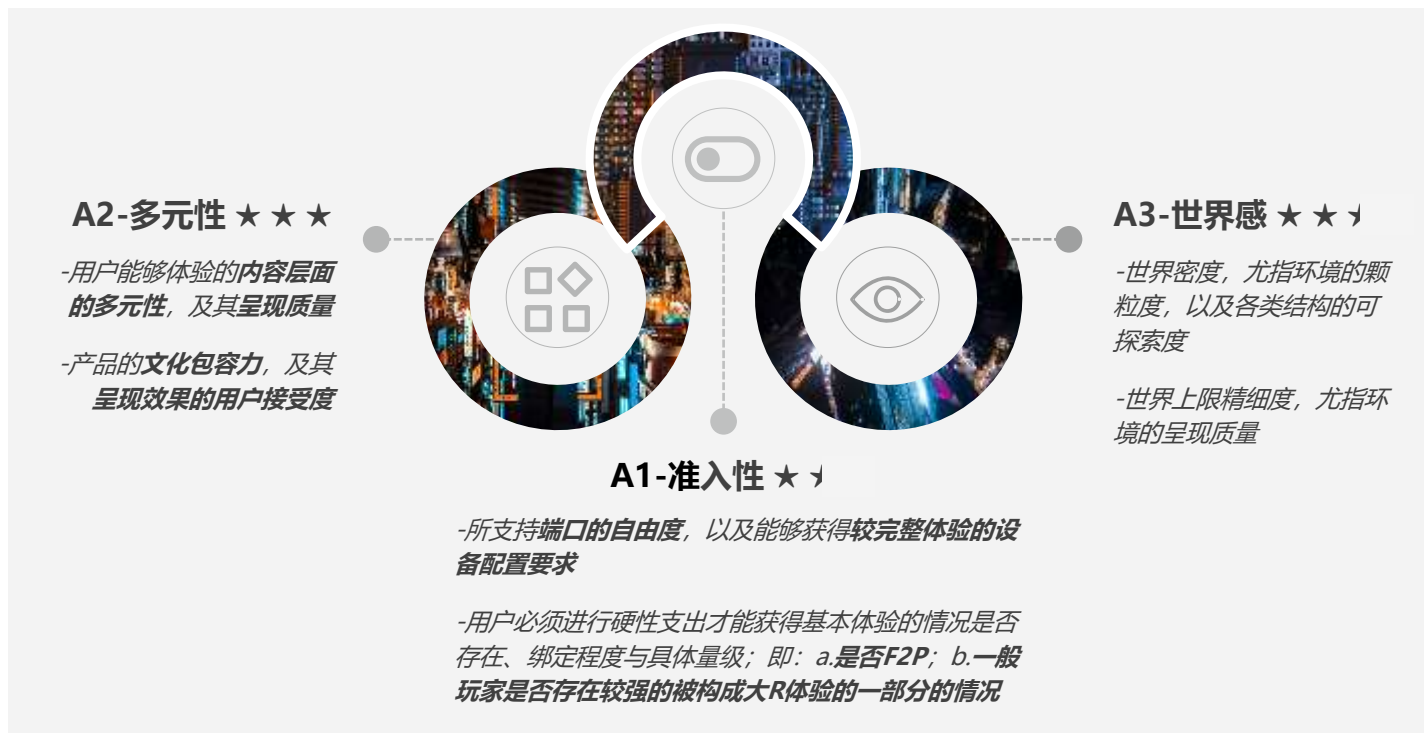 A2-多元性 ★ ★ ★
-用户能够体验的内容层面
的多元性，及其呈现质量
-产品的文化包容力，及其
呈现效果的用户接受度
A1-准入性 ★ ★
-所支持端口的自由度，以及能够获得较完整体验的设
备配置要求
-用户必须进行硬性支出才能获得基本体验的情况是否
存在、绑定程度与具体量级；即：a.是否F2P；b.一般
玩家是否存在较强的被构成大R体验的一部分的情况
A3-世界感 ★ ★ ★
-世界密度，尤指环境的颗
粒度，以及各类结构的可
探索度
-世界上限精细度，尤指环
境的呈现质量